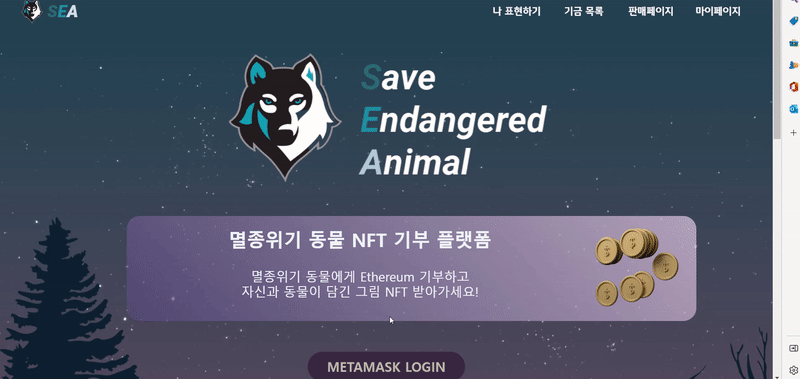 SEA
나 표현하기 기금 목록 판매페이지 마이페이지
Save
Endangered
Animal
멸종위기 동물 NFT 기부 플랫폼
멸종위기 동물에게 Ethereum 기부하고
자신과 동물이 담긴 그림 NFT 받아가세요!
METAMASK LOGIN